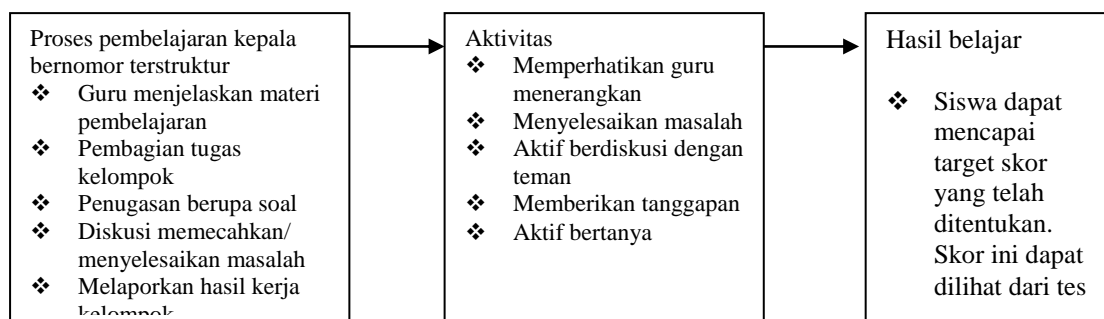 Proses pembelajaran kepala
bernomor terstruktur
❖ Guru menjelaskan materi
pembelajaran
❖ Pembagian tugas
kelompok
❖ Penugasan berupa soal
❖ Diskusi memecahkan/
menyelesaikan masalah
❖ Melaporkan hasil kerja
kelompok
Aktivitas
❖ Memperhatikan guru
menerangkan
❖ Menyelesaikan masalah
❖ Aktif berdiskusi dengan
teman
❖ Memberikan tanggapan
❖ Aktif bertanya
Hasil belajar
❖ Siswa dapat
mencapai
target skor
yang telah
ditentukan.
Skor ini dapat
dilihat dari tes